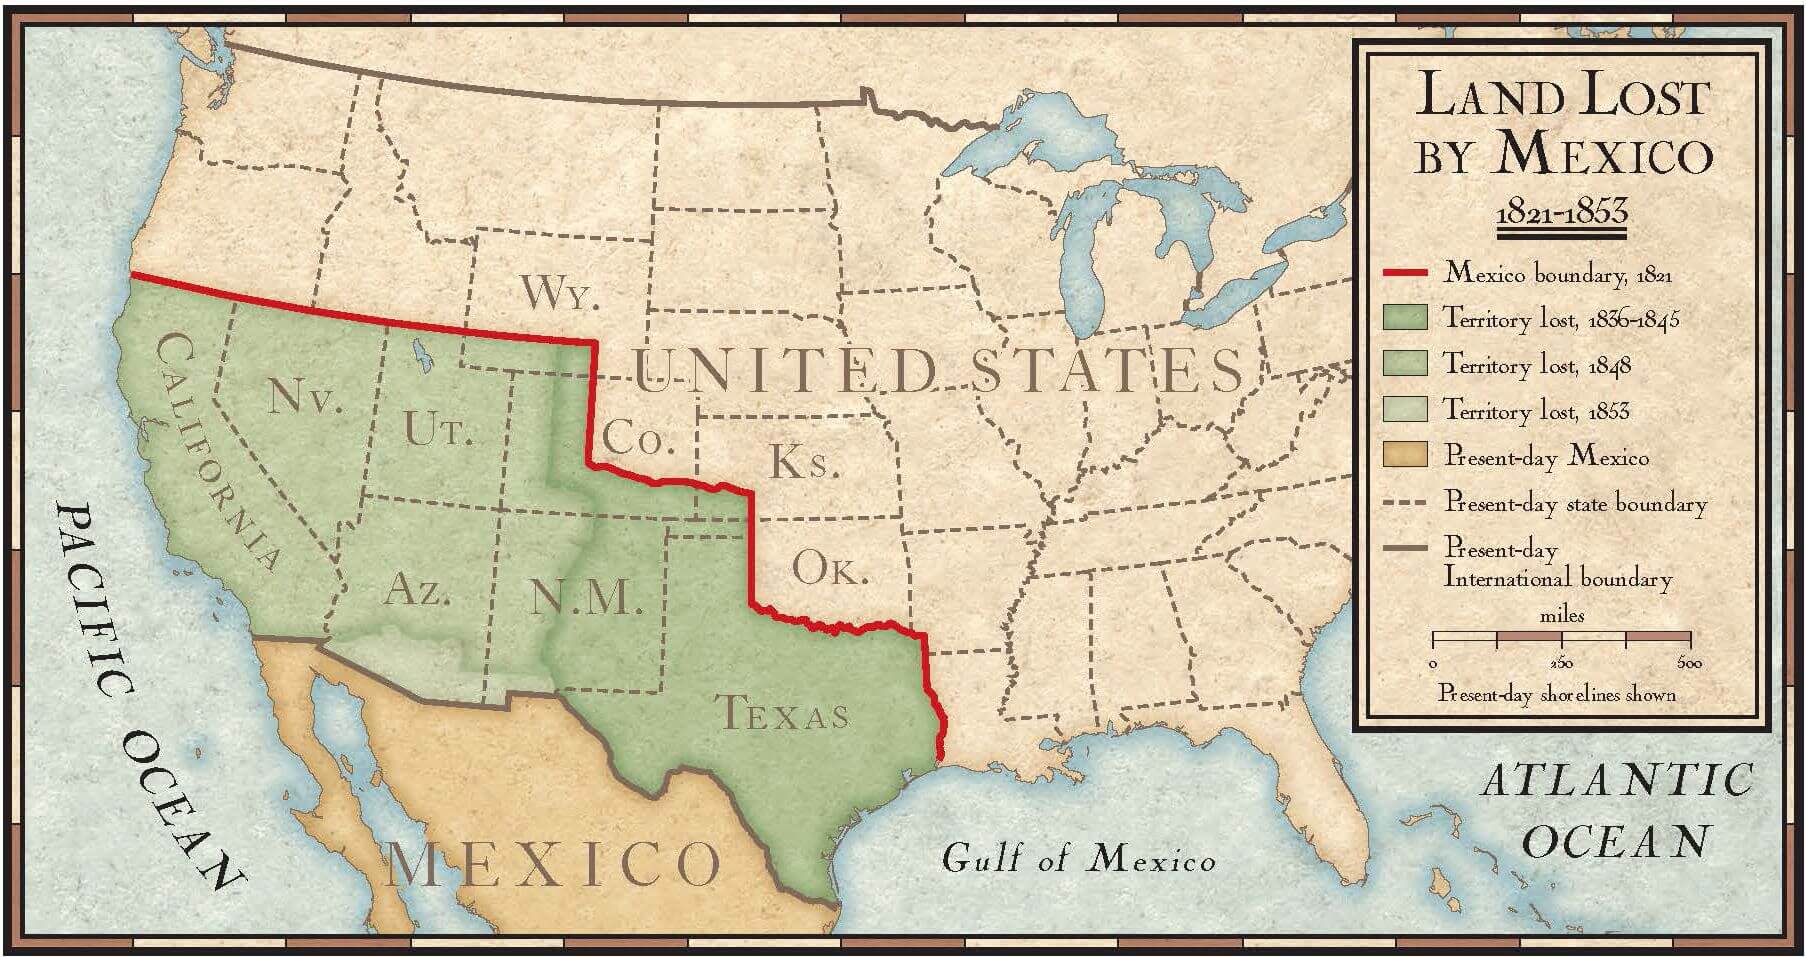 LAND LOST
BY MEXICO
1821-1853
Mexico boundary, 1821
Territory lost, 1836-1845
Territory lost, 1848
Territory lost, 1853
Present-day Mexico
Present-day state boundary
Present-day
International boundary
miles
0 250 500
Present-day shorelines shown
WY.
UNITED STATES
CALIFORNIA
NV.
UT.
CO.
KS.
AZ.
N.M.
OK.
TEXAS
MEXICO
PACIFIC OCEAN
Gulf of Mexico
ATLANTIC
OCEAN